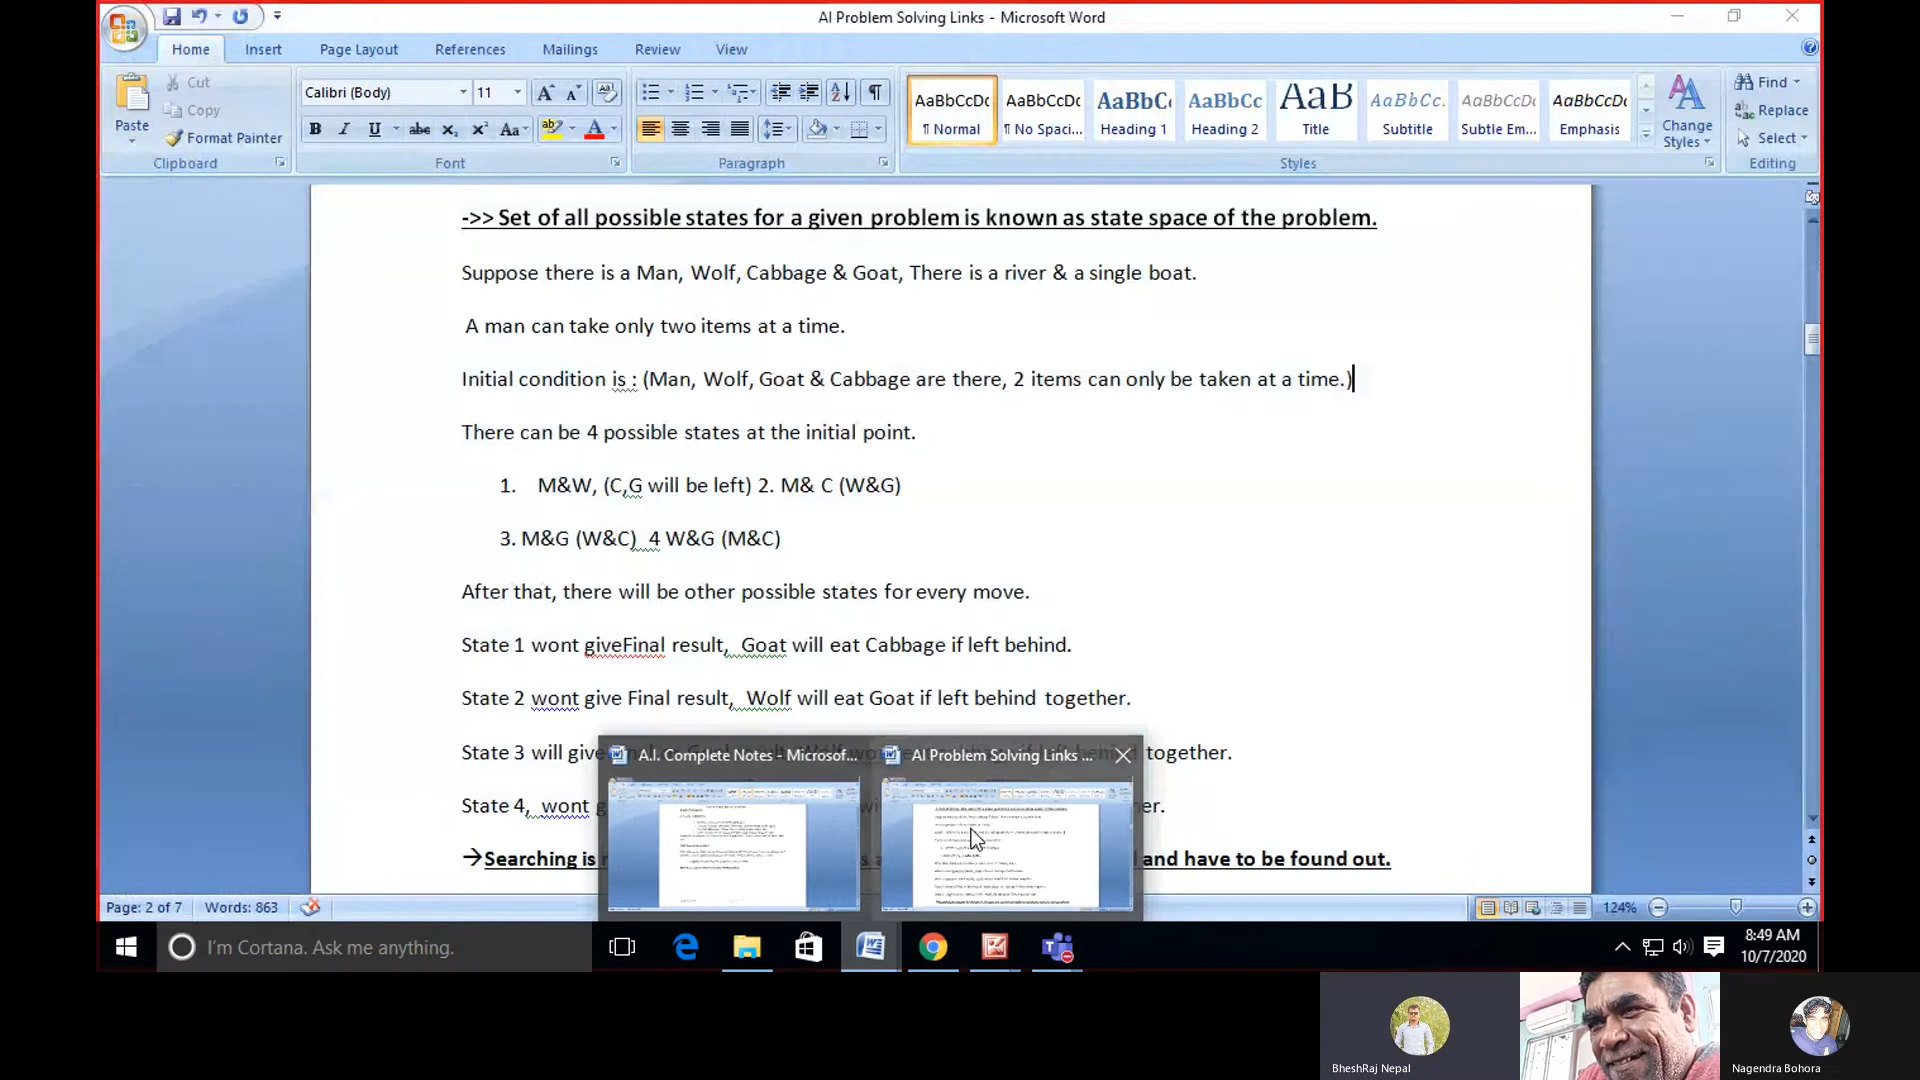 AI Problem Solving Links - Microsoft Word
Home Insert Page Layout References Mailings Review View
Paste Cut Copy Format Painter
Calibri (Body) 11
AaBbCcDc AaBbCcDc AaBbC AaBbCc AaB AaBbCc. AaBbCcDc AaBbCcDc
¶ Normal ¶ No Spaci... Heading 1 Heading 2 Title Subtitle Subtle Em... Emphasis
Change Styles
Find Replace Select
Clipboard Font Paragraph Styles Editing
->> Set of all possible states for a given problem is known as state space of the problem.
Suppose there is a Man, Wolf, Cabbage & Goat, There is a river & a single boat.
A man can take only two items at a time.
Initial condition is : (Man, Wolf, Goat & Cabbage are there, 2 items can only be taken at a time.)
There can be 4 possible states at the initial point.
1. M&W, (C,G will be left) 2. M& C (W&G)
3. M&G (W&C) 4 W&G (M&C)
After that, there will be other possible states for every move.
State 1 wont giveFinal result, Goat will eat Cabbage if left behind.
State 2 wont give Final result, Wolf will eat Goat if left behind together.
State 3 will give together.
State 4, wont
→Searching is and have to be found out.
A.I. Complete Notes - Microsof... AI Problem Solving Links ...
Page: 2 of 7 Words: 863 124%
I'm Cortana. Ask me anything.
8:49 AM
10/7/2020
BheshRaj Nepal Nagendra Bohora